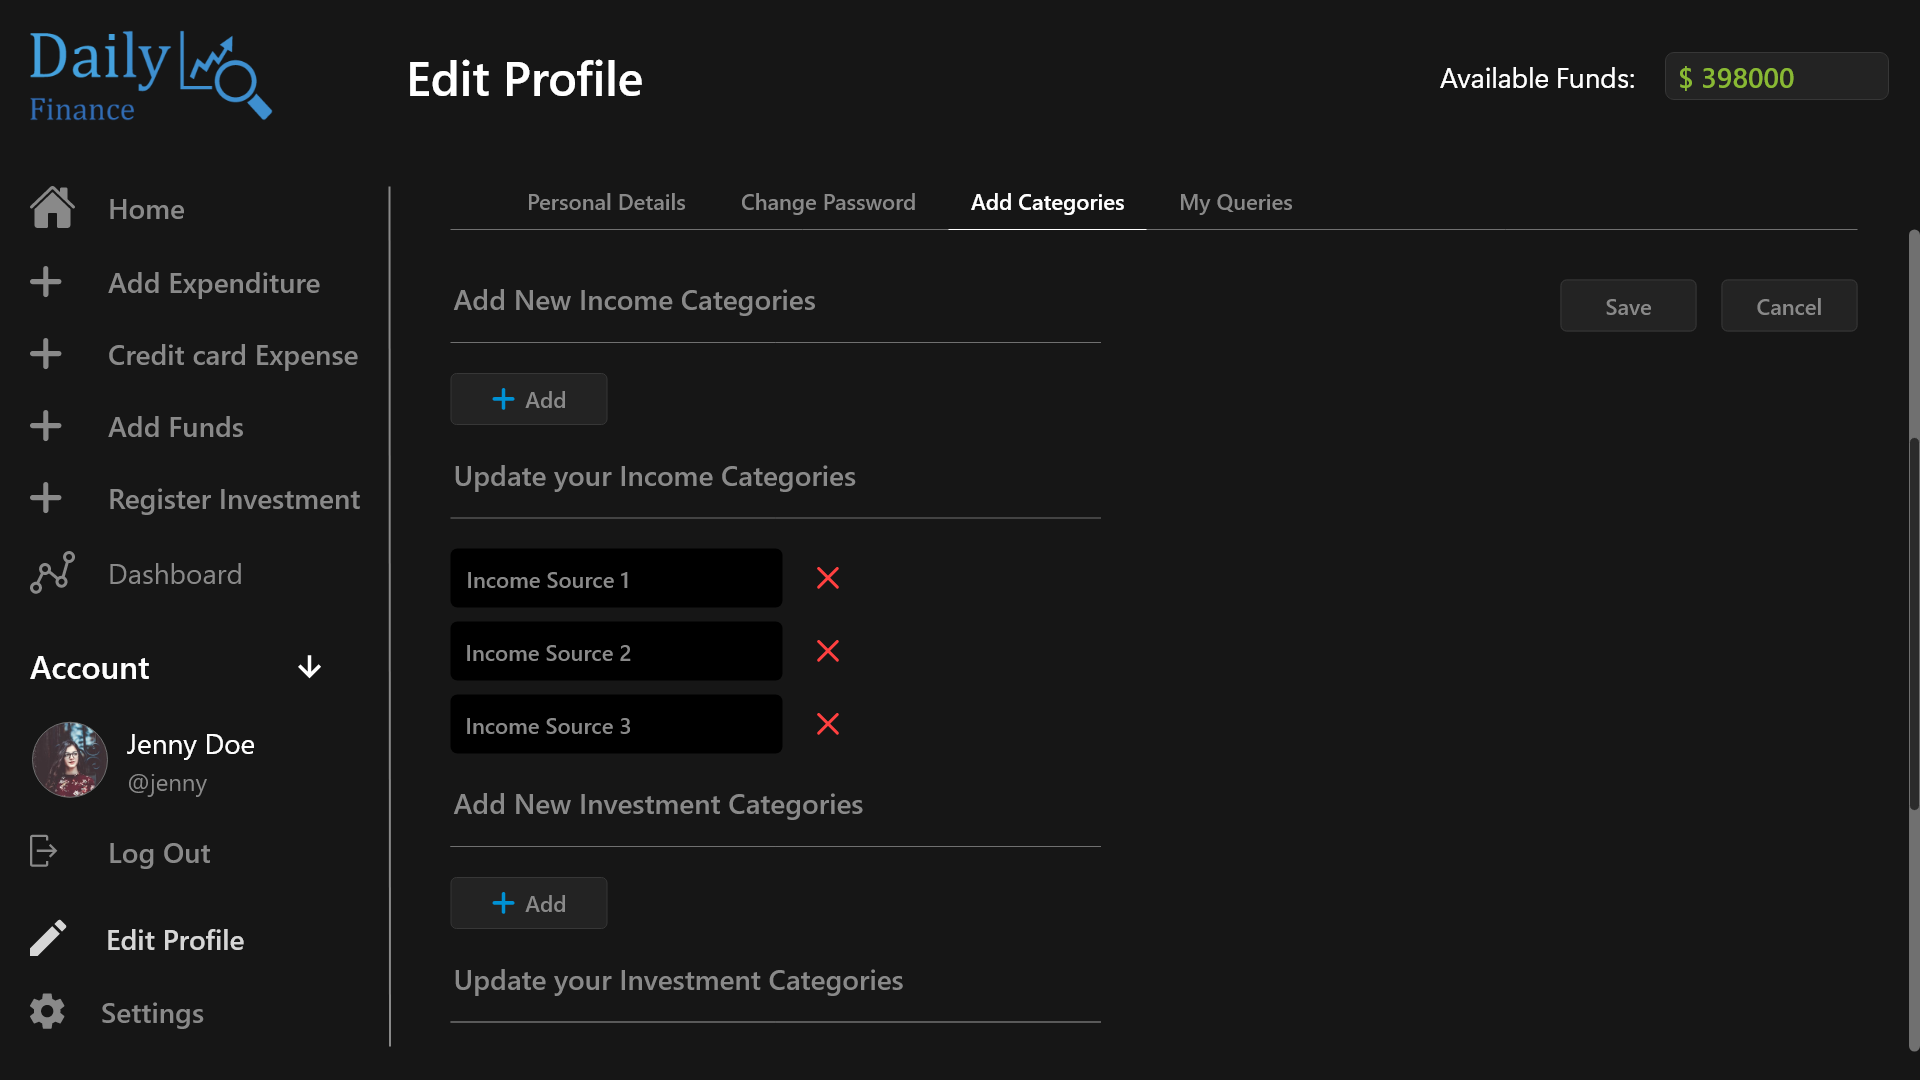 Daily
Finance
Edit Profile
Available Funds:
$ 398000
Home
Add Expenditure
Credit card Expense
Add Funds
Register Investment
Dashboard
Account
Jenny Doe
@jenny
Log Out
Edit Profile
Settings
Personal Details
Change Password
Add Categories
My Queries
Add New Income Categories
Save
Cancel
Add
Update your Income Categories
Income Source 1
Income Source 2
Income Source 3
Add New Investment Categories
Add
Update your Investment Categories